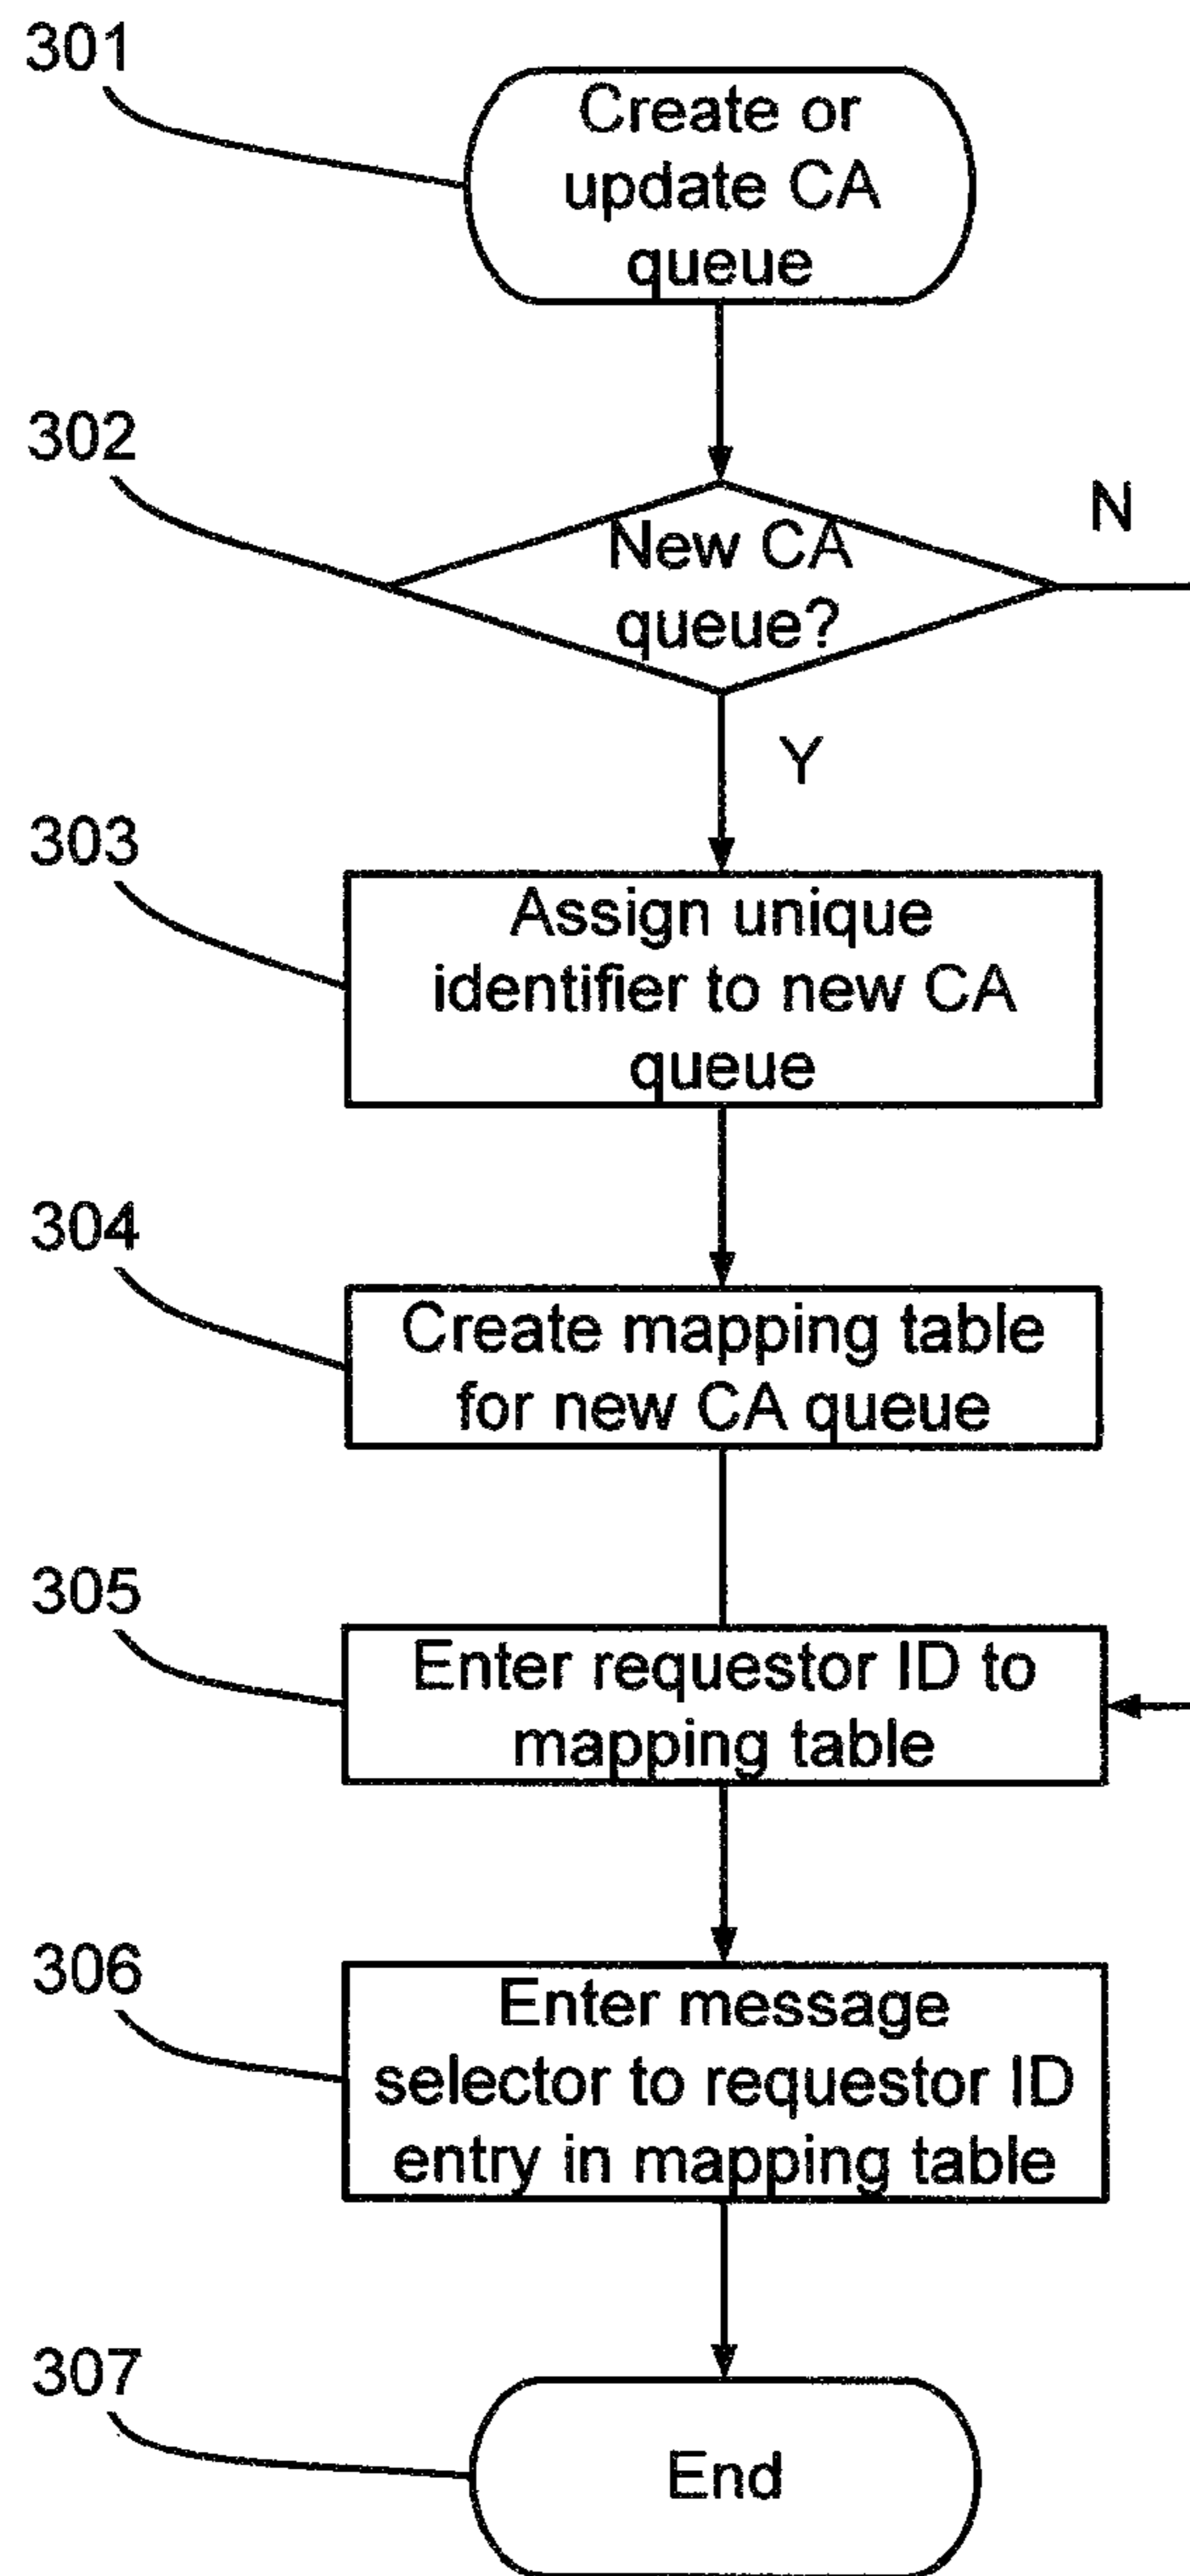 301
Create or
update CA
queue
302
New CA
queue?
N
Y
303
Assign unique
identifier to new CA
queue
304
Create mapping table
for new CA queue
305
Enter requestor ID to
mapping table
306
Enter message
selector to requestor ID
entry in mapping table
307
End